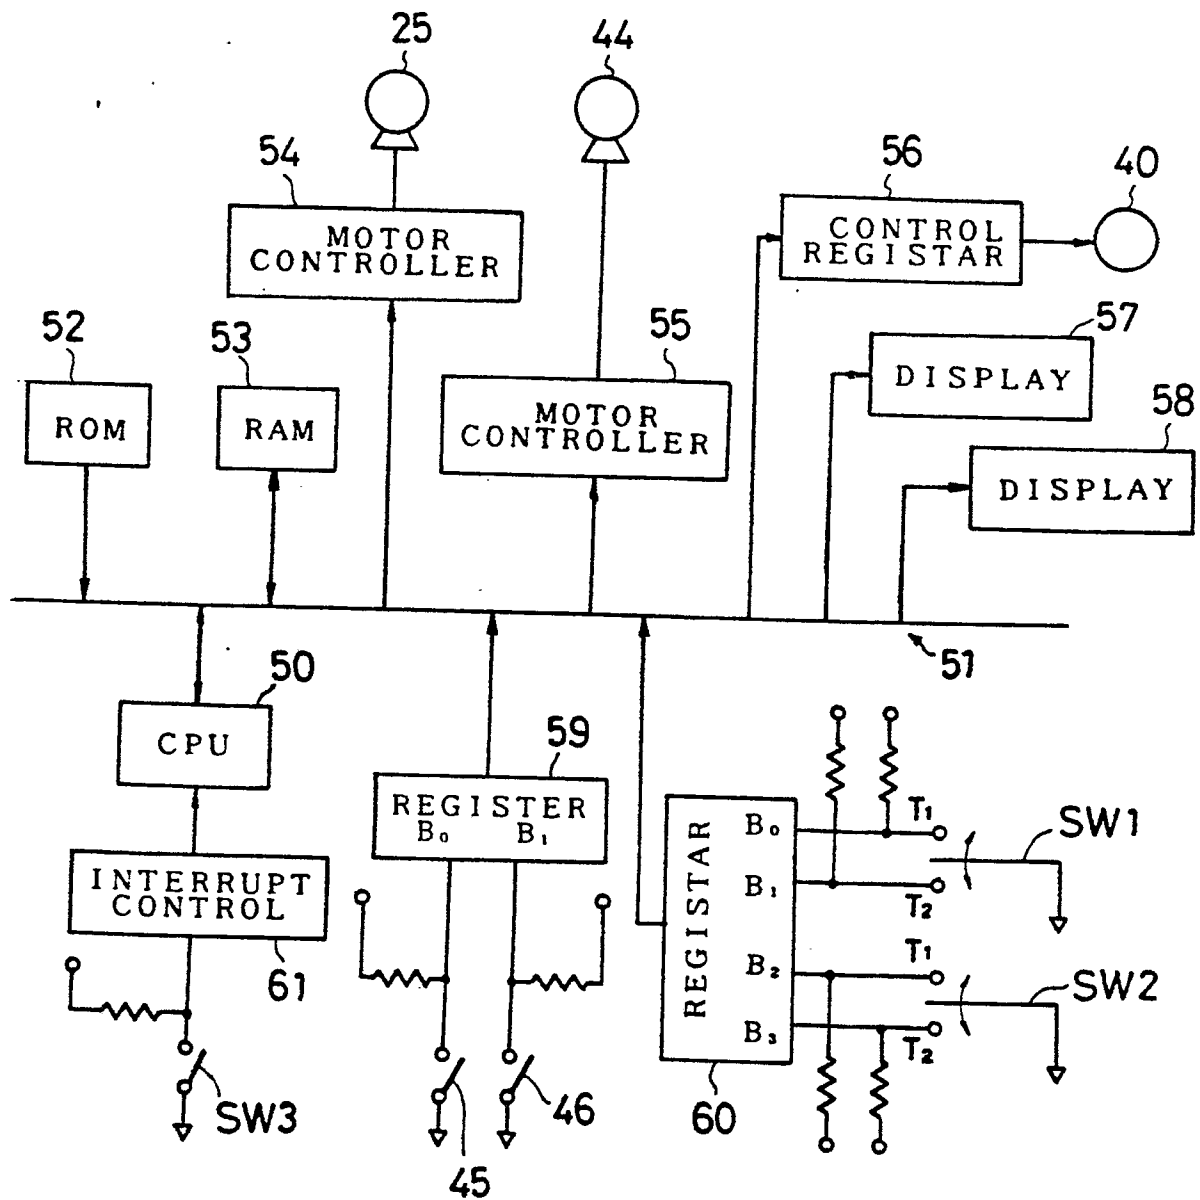 25
44
54
MOTOR
CONTROLLER
56
CONTROL
REGISTAR
40
52
ROM
53
RAM
55
MOTOR
CONTROLLER
57
DISPLAY
58
DISPLAY
51
50
CPU
59
REGISTER
B₀ B₁
INTERRUPT
CONTROL
61
SW3
45
46
REGISTAR
B₀
B₁
B₂
B₃
60
T₁
T₂
SW1
T₁
T₂
SW2